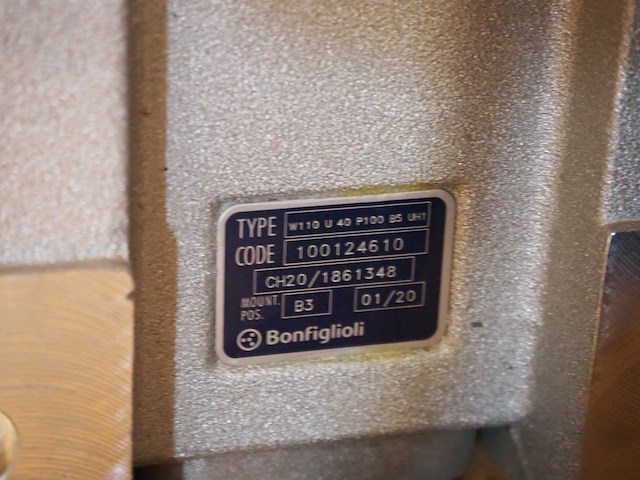 TYPE W110 U 40 P100 B5 UH1
CODE 100124610
CH20/1861348
MOUNT. POS. B3 01/20
Bonfiglioli